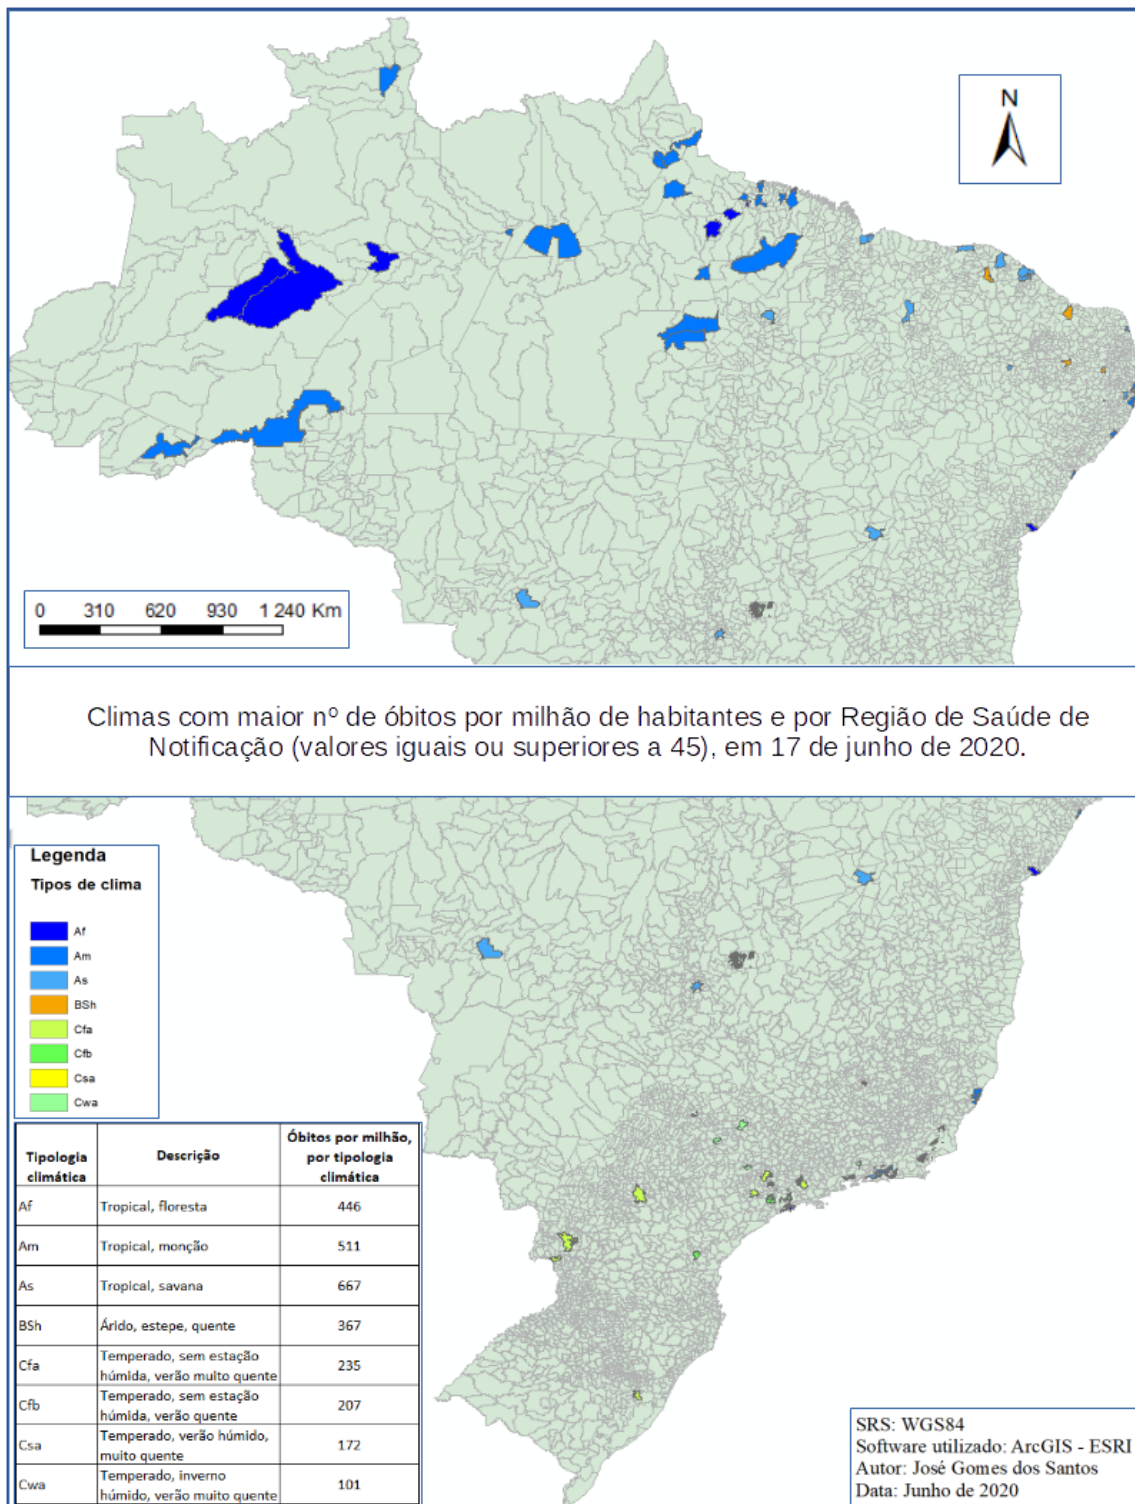 N
0 310 620 930 1 240 Km
Climas com maior nº de óbitos por milhão de habitantes e por Região de Saúde de
Notificação (valores iguais ou superiores a 45), em 17 de junho de 2020.
Legenda
Tipos de clima
Af
Am
As
BSh
Cfa
Cfb
Csa
Cwa
Tipologia climática Descrição Óbitos por milhão, por tipologia climática
Af Tropical, floresta 446
Am Tropical, monção 511
As Tropical, savana 667
BSh Árido, estepe, quente 367
Cfa Temperado, sem estação húmida, verão muito quente 235
Cfb Temperado, sem estação húmida, verão quente 207
Csa Temperado, verão húmido, muito quente 172
Cwa Temperado, inverno húmido, verão muito quente 101
SRS: WGS84
Software utilizado: ArcGIS - ESRI
Autor: José Gomes dos Santos
Data: Junho de 2020